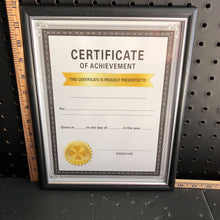 CERTIFICATE
OF ACHIEVEMENT
THIS CERTIFICATE IS PROUDLY PRESENTED TO
For
Given in on the day of in the year
SIGNATURE